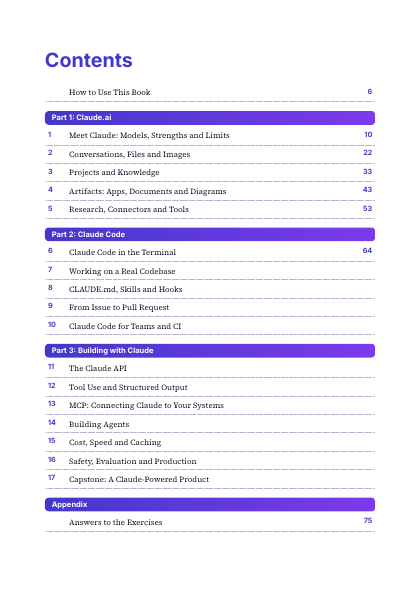 Contents
How to Use This Book 6
Part 1: Claude.ai
1 Meet Claude: Models, Strengths and Limits 10
2 Conversations, Files and Images 22
3 Projects and Knowledge 33
4 Artifacts: Apps, Documents and Diagrams 43
5 Research, Connectors and Tools 53
Part 2: Claude Code
6 Claude Code in the Terminal 64
7 Working on a Real Codebase
8 CLAUDE.md, Skills and Hooks
9 From Issue to Pull Request
10 Claude Code for Teams and CI
Part 3: Building with Claude
11 The Claude API
12 Tool Use and Structured Output
13 MCP: Connecting Claude to Your Systems
14 Building Agents
15 Cost, Speed and Caching
16 Safety, Evaluation and Production
17 Capstone: A Claude-Powered Product
Appendix
Answers to the Exercises 75